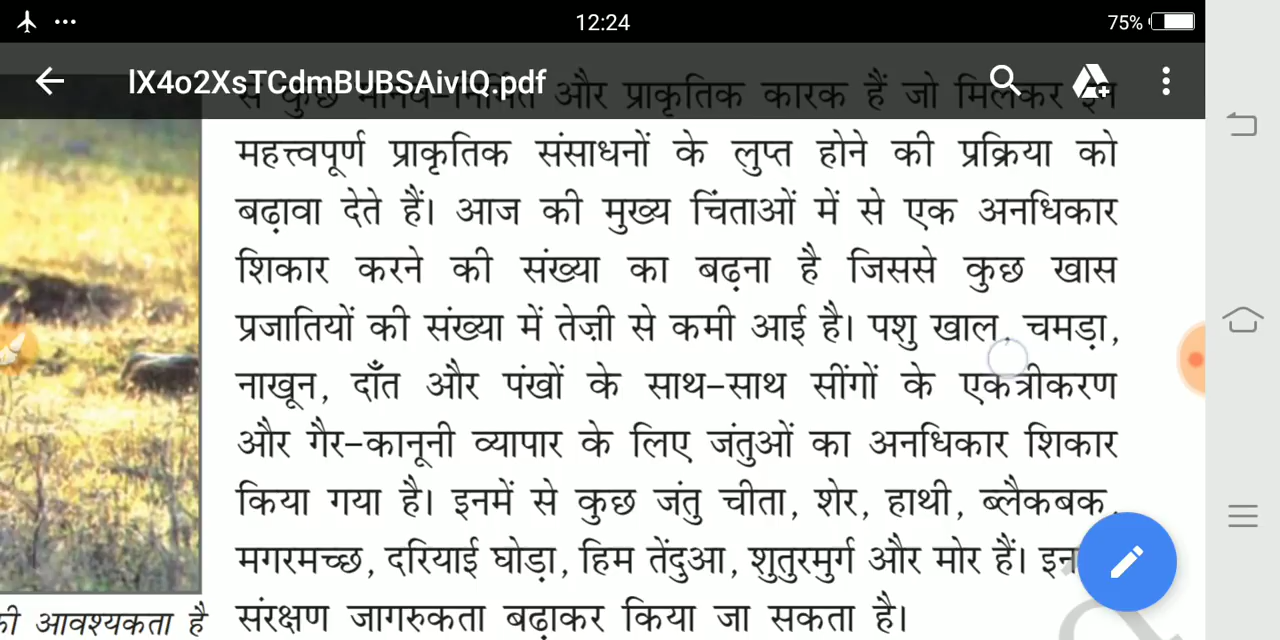 12:24
75%
lX4o2XsTCdmBUBSAivIQ.pdf
से कुछ मानव-निर्मित और प्राकृतिक कारक हैं जो मिलकर इन
महत्त्वपूर्ण प्राकृतिक संसाधनों के लुप्त होने की प्रक्रिया को
बढ़ावा देते हैं। आज की मुख्य चिंताओं में से एक अनधिकार
शिकार करने की संख्या का बढ़ना है जिससे कुछ खास
प्रजातियों की संख्या में तेज़ी से कमी आई है। पशु खाल, चमड़ा,
नाखून, दाँत और पंखों के साथ-साथ सींगों के एकत्रीकरण
और गैर-कानूनी व्यापार के लिए जंतुओं का अनधिकार शिकार
किया गया है। इनमें से कुछ जंतु चीता, शेर, हाथी, ब्लैकबक,
मगरमच्छ, दरियाई घोड़ा, हिम तेंदुआ, शुतुरमुर्ग और मोर हैं। इन
संरक्षण जागरुकता बढ़ाकर किया जा सकता है।
की आवश्यकता है